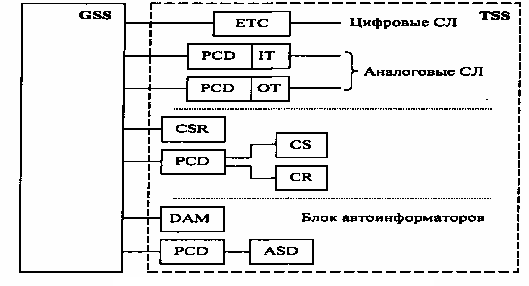 GSS
TSS
ETC Цифровые СЛ
PCD IT
Аналоговые СЛ
PCD OT
CSR
CS
PCD
CR
DAM Блок автоинформаторов
PCD ASD